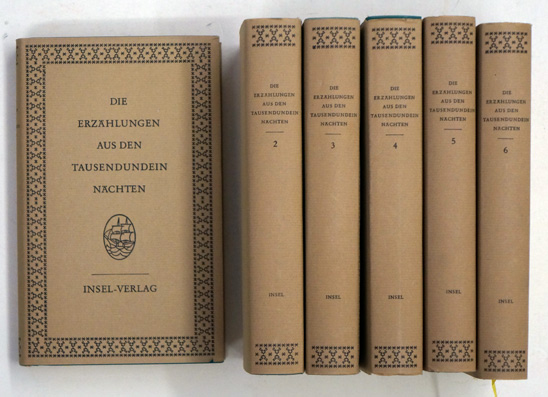 DIE
ERZÄHLUNGEN
AUS DEN
TAUSENDUNDEIN
NÄCHTEN
INSEL-VERLAG
DIE
ERZÄHLUNGEN
AUS DEN
TAUSENDUNDEIN
NÄCHTEN
2
INSEL
DIE
ERZÄHLUNGEN
AUS DEN
TAUSENDUNDEIN
NÄCHTEN
3
INSEL
DIE
ERZÄHLUNGEN
AUS DEN
TAUSENDUNDEIN
NÄCHTEN
4
INSEL
DIE
ERZÄHLUNGEN
AUS DEN
TAUSENDUNDEIN
NÄCHTEN
5
INSEL
DIE
ERZÄHLUNGEN
AUS DEN
TAUSENDUNDEIN
NÄCHTEN
6
INSEL